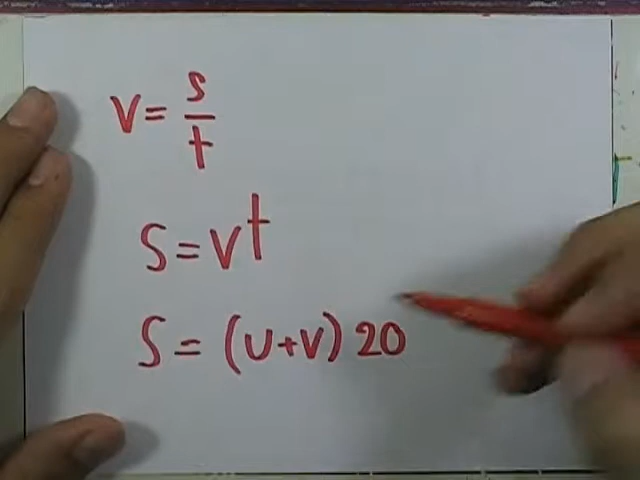 V = s/t
S = vt
S = (u+v) 20